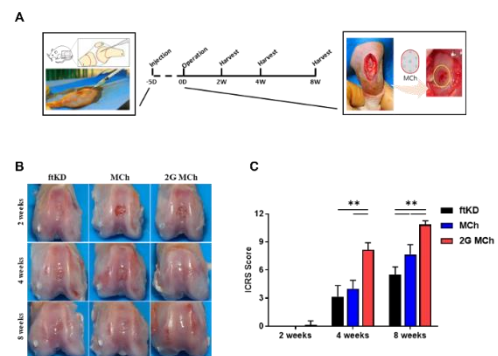 A
Injection
Operation
Harvest
Harvest
Harvest
-5D
0D
2W
4W
8W
MCh
B
ftKD
MCh
2G MCh
2 weeks
4 weeks
8 weeks
C
ICRS Score
12
9
6
3
0
**
**
ftKD
MCh
2G MCh
2 weeks
4 weeks
8 weeks